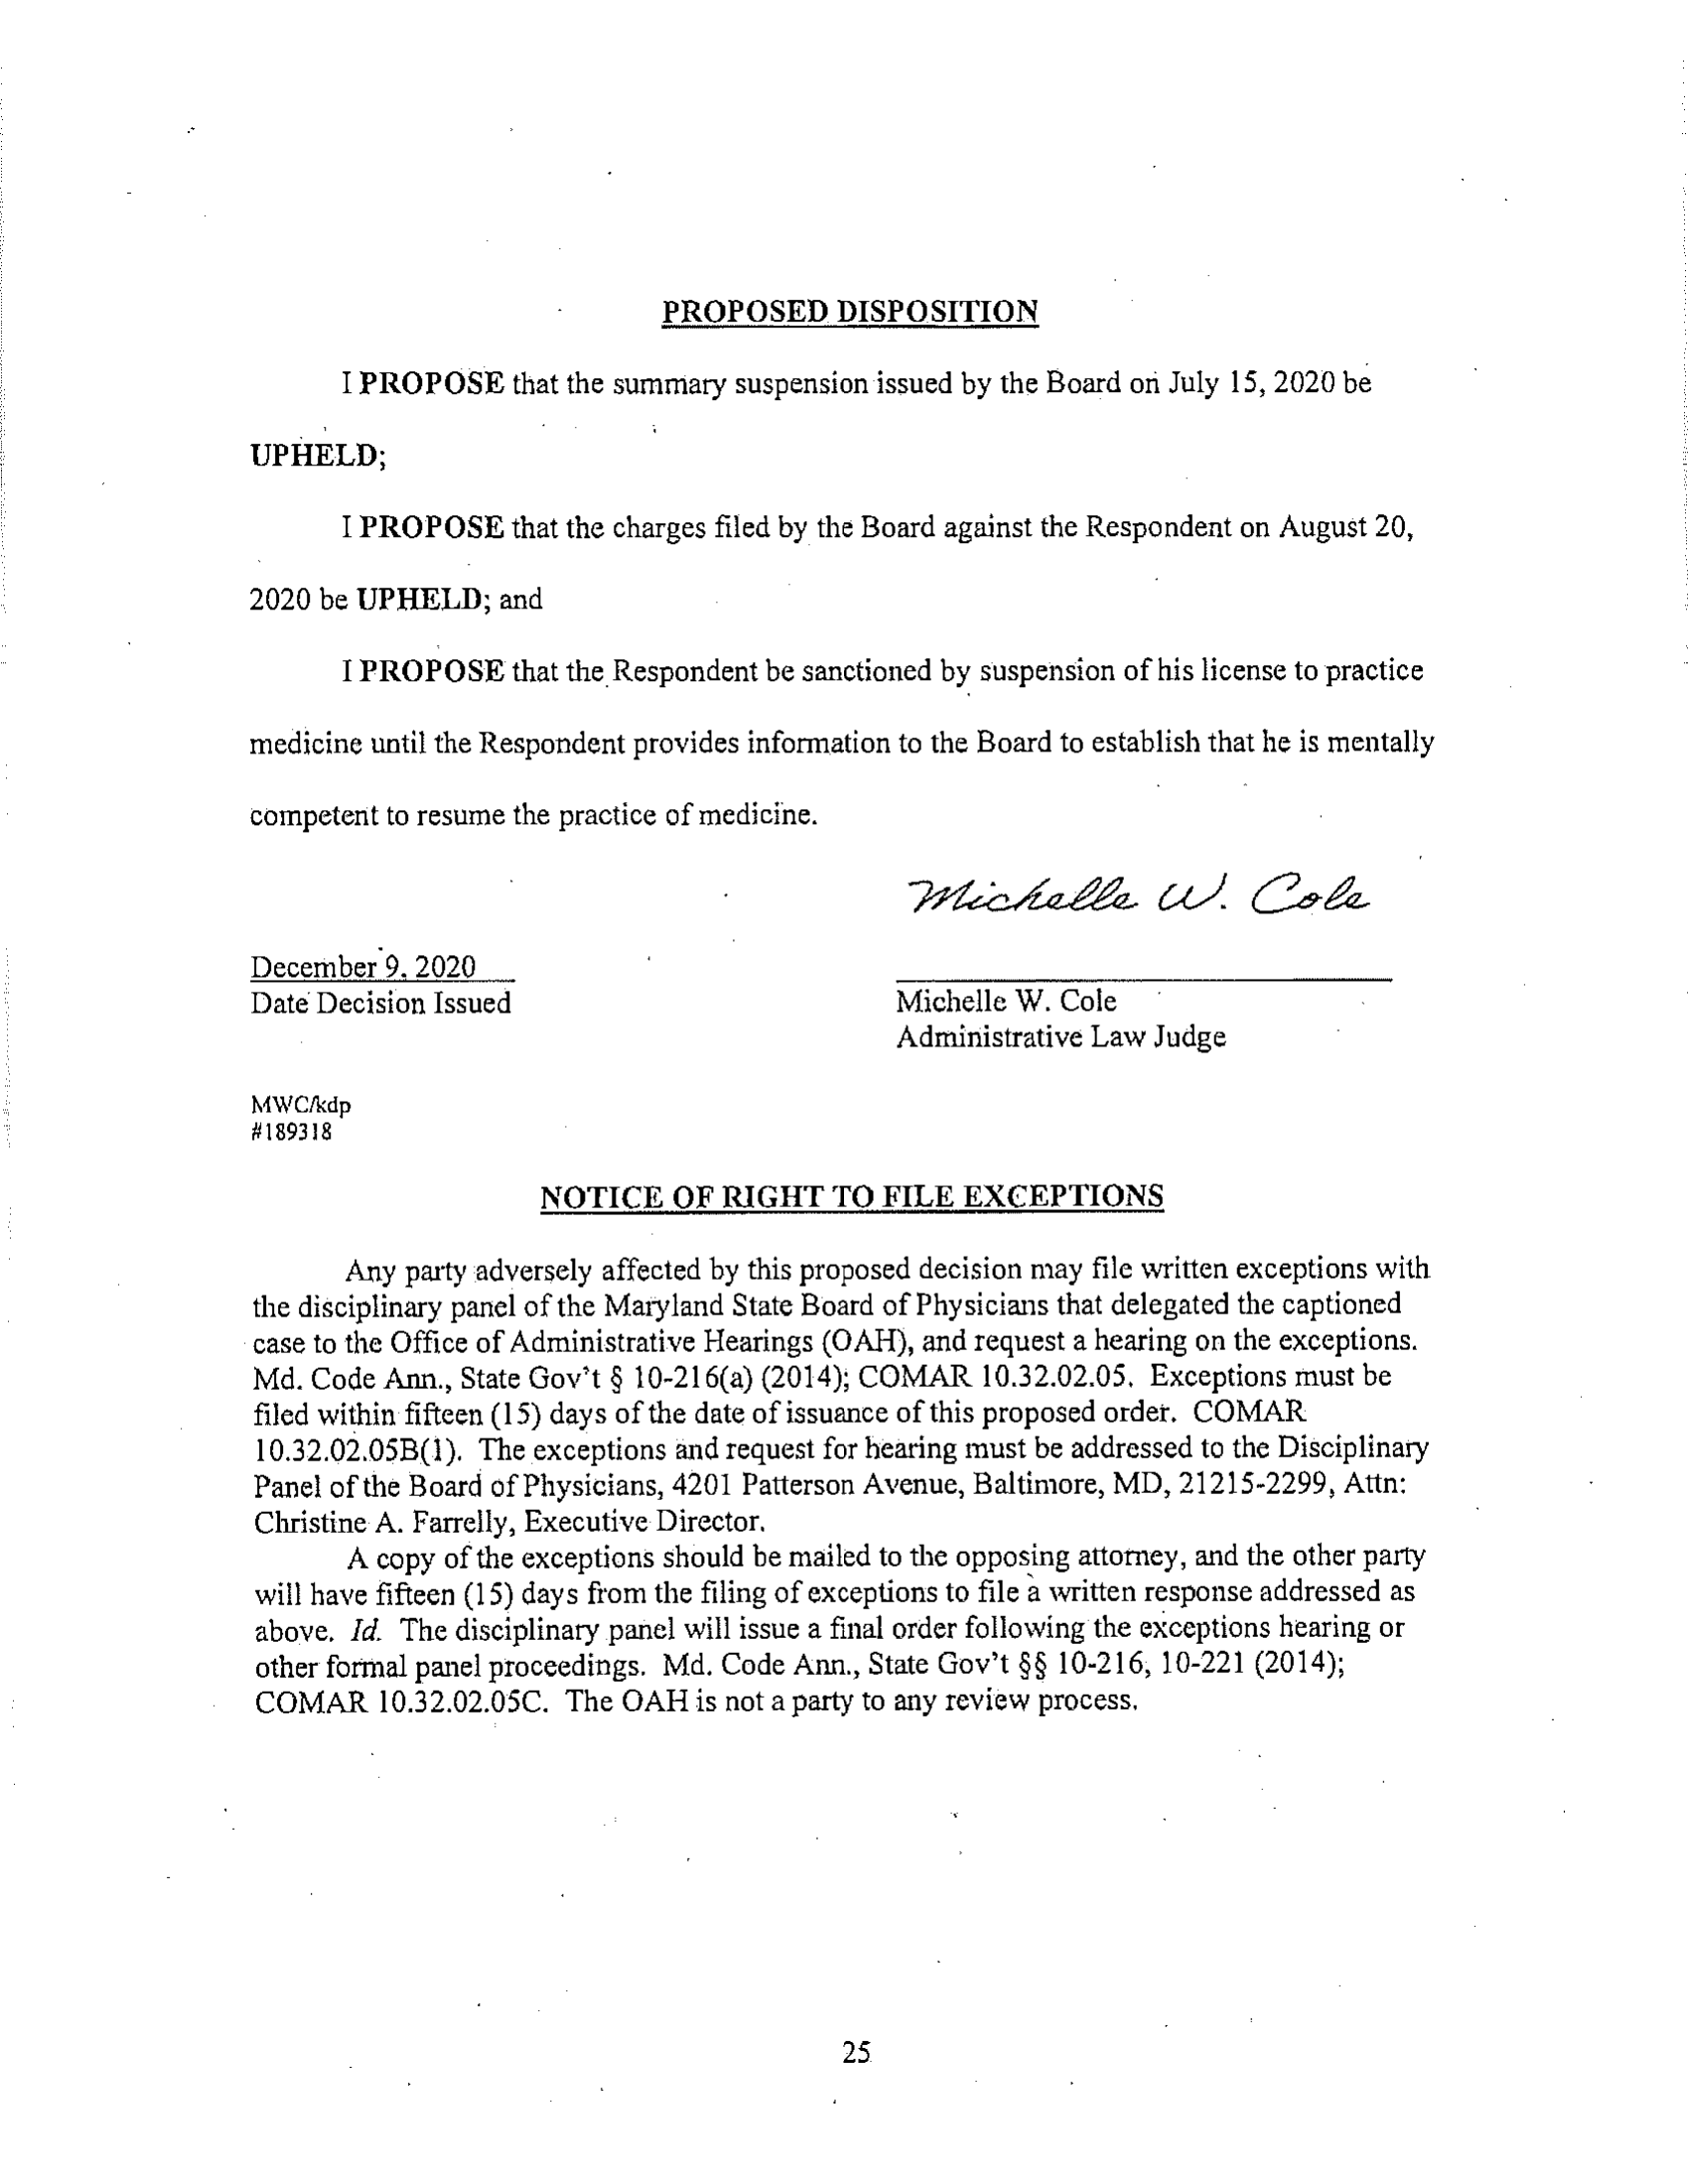 PROPOSED DISPOSITION
I PROPOSE that the summary suspension issued by the Board on July 15, 2020 be
UPHELD;
I PROPOSE that the charges filed by the Board against the Respondent on August 20,
2020 be UPHELD; and
I PROPOSE that the Respondent be sanctioned by suspension of his license to practice
medicine until the Respondent provides information to the Board to establish that he is mentally
competent to resume the practice of medicine.
Michelle W. Cole
December 9, 2020
Date Decision Issued
Michelle W. Cole
Administrative Law Judge
MWC/kdp
#189318
NOTICE OF RIGHT TO FILE EXCEPTIONS
Any party adversely affected by this proposed decision may file written exceptions with
the disciplinary panel of the Maryland State Board of Physicians that delegated the captioned
case to the Office of Administrative Hearings (OAH), and request a hearing on the exceptions.
Md. Code Ann., State Gov't § 10-216(a) (2014); COMAR 10.32.02.05. Exceptions must be
filed within fifteen (15) days of the date of issuance of this proposed order. COMAR
10.32.02.05B(1). The exceptions and request for hearing must be addressed to the Disciplinary
Panel of the Board of Physicians, 4201 Patterson Avenue, Baltimore, MD, 21215-2299, Attn:
Christine A. Farrelly, Executive Director.
A copy of the exceptions should be mailed to the opposing attorney, and the other party
will have fifteen (15) days from the filing of exceptions to file a written response addressed as
above. Id. The disciplinary panel will issue a final order following the exceptions hearing or
other formal panel proceedings. Md. Code Ann., State Gov't §§ 10-216, 10-221 (2014);
COMAR 10.32.02.05C. The OAH is not a party to any review process.
25